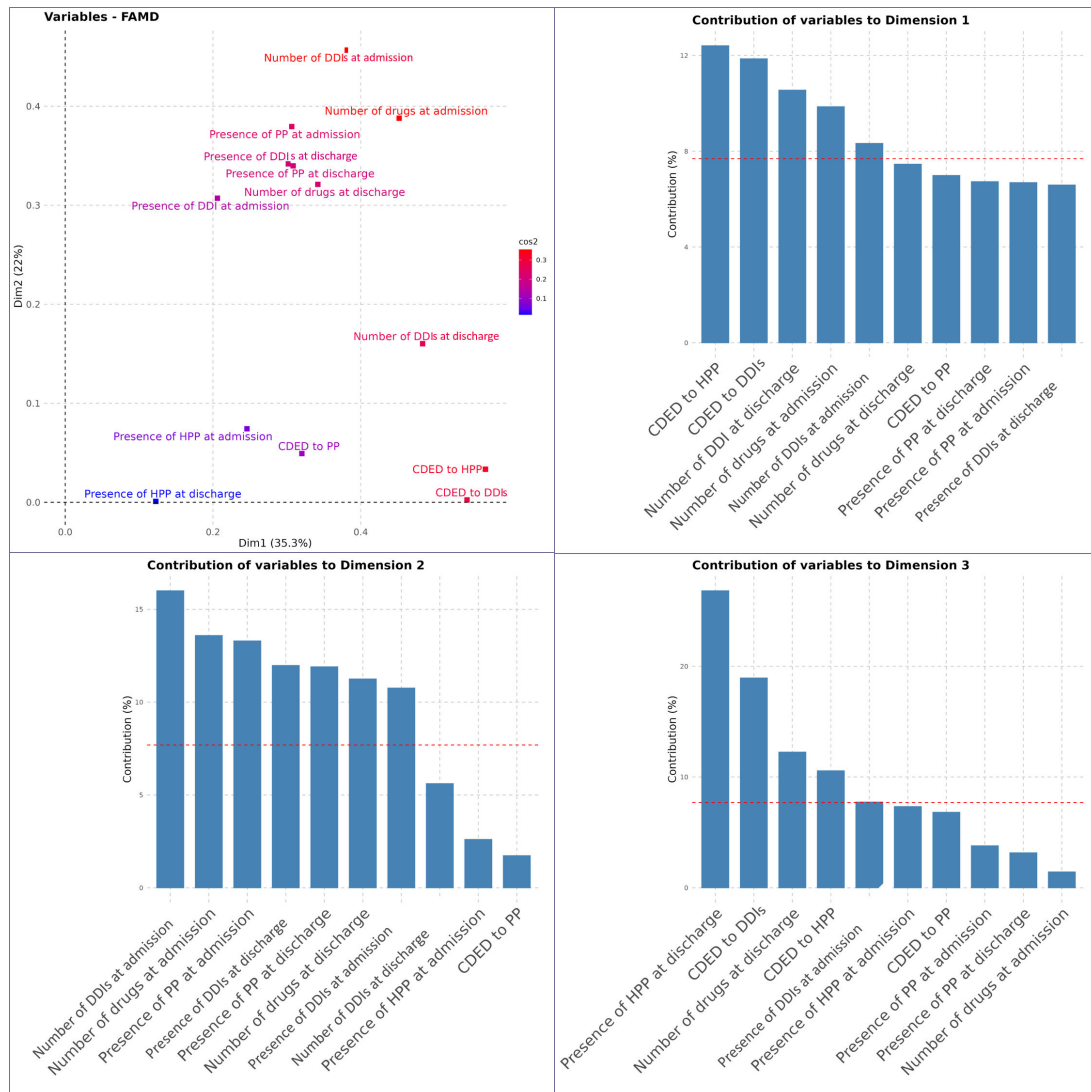 Variables - FAMD
Number of DDIs at admission
Number of drugs at admission
Presence of PP at admission
Presence of DDIs at discharge
Presence of PP at discharge
Number of drugs at discharge
Presence of DDI at admission
Number of DDIs at discharge
Presence of HPP at admission
CDED to PP
CDED to HPP
CDED to DDIs
Presence of HPP at discharge
0.4
0.3
0.2
0.1
0.0
Dim2 (22%)
0.0
0.2
0.4
Dim1 (35.3%)
cos2
0.3
0.2
0.1
Contribution of variables to Dimension 1
12
8
4
0
Contribution (%)
CDED to HPP
CDED to DDIs
Number of DDI at discharge
Number of drugs at admission
Number of DDIs at admission
Number of drugs at discharge
CDED to PP
Presence of PP at discharge
Presence of PP at admission
Presence of DDIs at discharge
Contribution of variables to Dimension 2
15
10
5
0
Contribution (%)
Number of DDIs at admission
Number of drugs at admission
Presence of PP at admission
Presence of DDIs at discharge
Presence of PP at discharge
Number of drugs at discharge
Presence of DDIs at admission
Number of DDIs at discharge
Presence of HPP at admission
CDED to PP
Contribution of variables to Dimension 3
20
10
0
Contribution (%)
Presence of HPP at discharge
CDED to DDIs
Number of drugs at discharge
CDED to HPP
Presence of DDIs at admission
Presence of HPP at admission
CDED to PP
Presence of PP at admission
Presence of PP at discharge
Number of drugs at admission